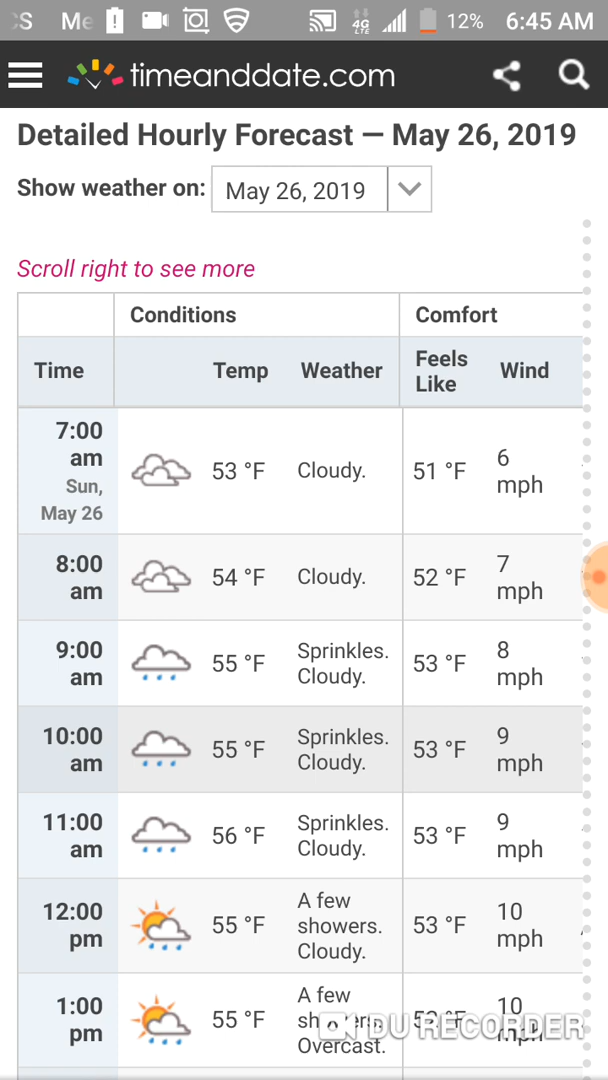 CS Me 4G LTE 12% 6:45 AM
timeanddate.com
Detailed Hourly Forecast — May 26, 2019
Show weather on: May 26, 2019
Scroll right to see more
Conditions Comfort
Time Temp Weather Feels Like Wind
7:00 am Sun, May 26 53 °F Cloudy. 51 °F 6 mph
8:00 am 54 °F Cloudy. 52 °F 7 mph
9:00 am 55 °F Sprinkles. Cloudy. 53 °F 8 mph
10:00 am 55 °F Sprinkles. Cloudy. 53 °F 9 mph
11:00 am 56 °F Sprinkles. Cloudy. 53 °F 9 mph
12:00 pm 55 °F A few showers. Cloudy. 53 °F 10 mph
1:00 pm 55 °F A few showers. Overcast. 10 mph
DU RECORDER